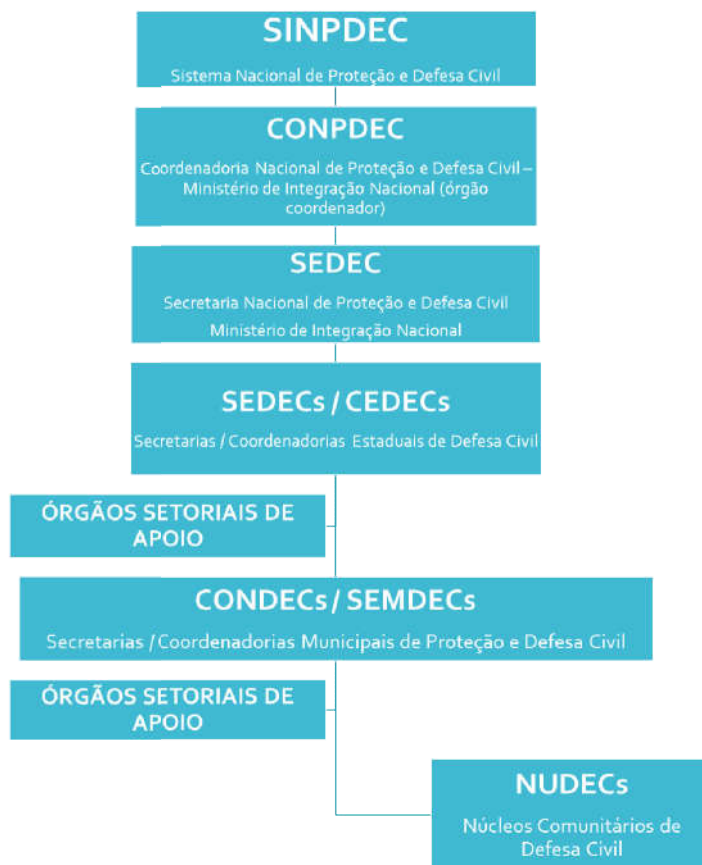 SINPDEC
Sistema Nacional de Proteção e Defesa Civil
CONPDEC
Coordenadoria Nacional de Proteção e Defesa Civil –
Ministério de Integração Nacional (órgão
coordenador)
SEDEC
Secretaria Nacional de Proteção e Defesa Civil
Ministério de Integração Nacional
SEDECs / CEDECs
Secretarias / Coordenadorias Estaduais de Defesa Civil
ÓRGÃOS SETORIAIS DE
APOIO
CONDECs / SEMDECs
Secretarias / Coordenadorias Municipais de Proteção e Defesa Civil
ÓRGÃOS SETORIAIS DE
APOIO
NUDECs
Núcleos Comunitários de
Defesa Civil